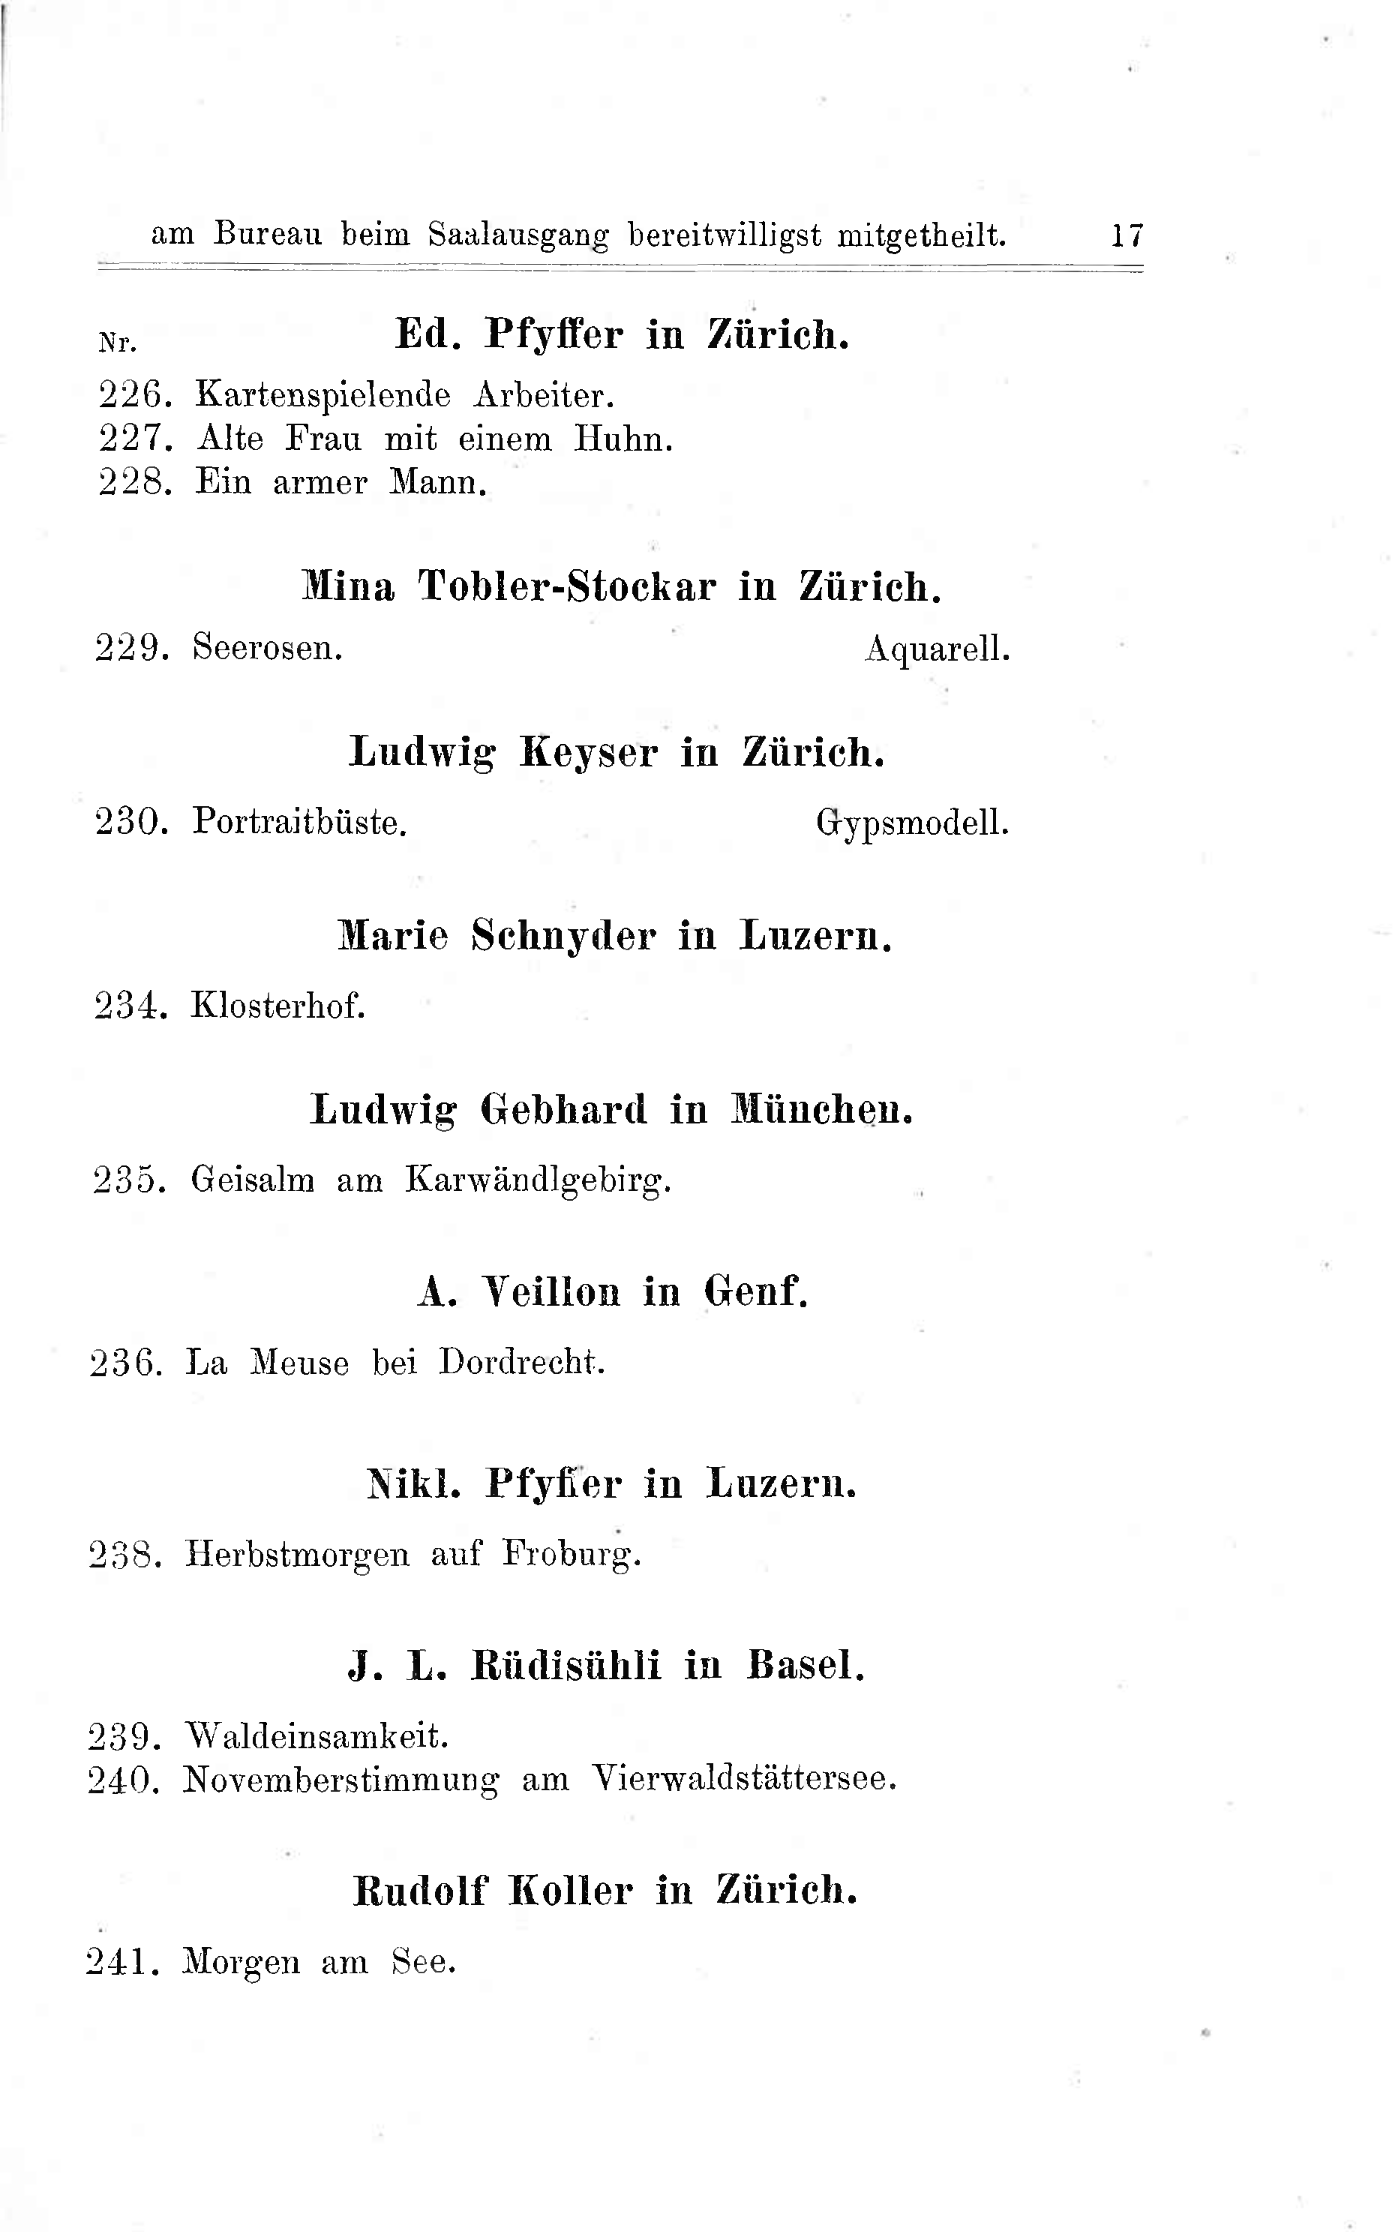 am Bureau beim Saalausgang bereitwilligst mitgetheilt. 17
Nr. Ed. Pfyffer in Zürich.
226. Kartenspielende Arbeiter.
227. Alte Frau mit einem Huhn.
228. Ein armer Mann.
Mina Tobler-Stockar in Zürich.
229. Seerosen. Aquarell.
Ludwig Keyser in Zürich.
230. Portraitbüste. Gypsmodell.
Marie Schnyder in Luzern.
234. Klosterhof.
Ludwig Gebhard in München.
235. Geisalm am Karwändlgebirg.
A. Veillon in Genf.
236. La Meuse bei Dordrecht.
Nikl. Pfyffer in Luzern.
238. Herbstmorgen auf Froburg.
J. L. Rüdisühli in Basel.
239. Waldeinsamkeit.
240. Novemberstimmung am Vierwaldstättersee.
Rudolf Koller in Zürich.
241. Morgen am See.